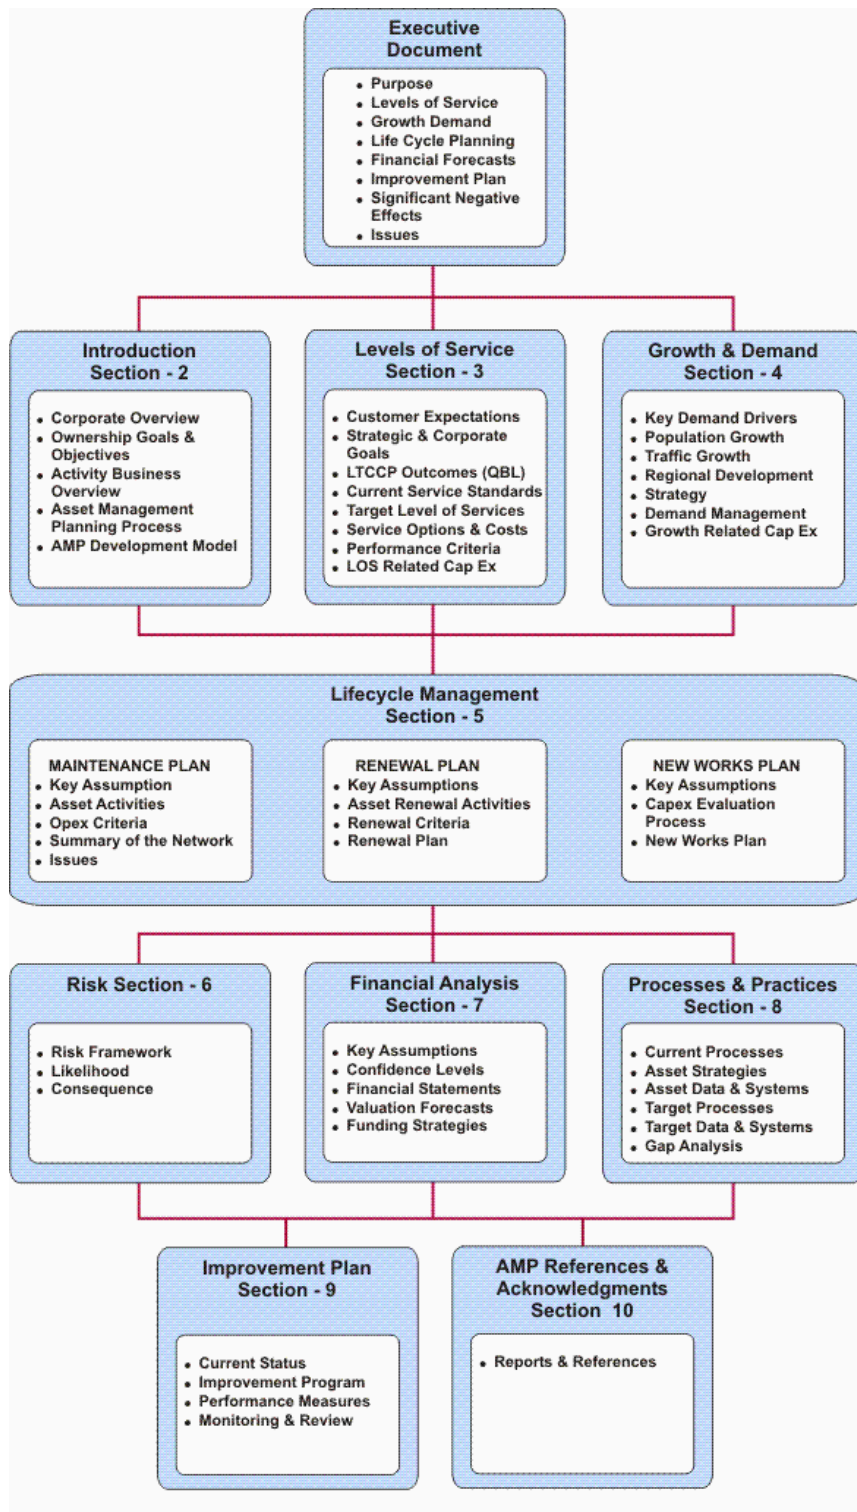 Executive
Document
• Purpose
• Levels of Service
• Growth Demand
• Life Cycle Planning
• Financial Forecasts
• Improvement Plan
• Significant Negative
Effects
• Issues
Introduction
Section - 2
• Corporate Overview
• Ownership Goals &
Objectives
• Activity Business
Overview
• Asset Management
Planning Process
• AMP Development Model
Levels of Service
Section - 3
• Customer Expectations
• Strategic & Corporate
Goals
• LTCCP Outcomes (QBL)
• Current Service Standards
• Target Level of Services
• Service Options & Costs
• Performance Criteria
• LOS Related Cap Ex
Growth & Demand
Section - 4
• Key Demand Drivers
• Population Growth
• Traffic Growth
• Regional Development
• Strategy
• Demand Management
• Growth Related Cap Ex
Lifecycle Management
Section - 5
MAINTENANCE PLAN
• Key Assumption
• Asset Activities
• Opex Criteria
• Summary of the Network
• Issues
RENEWAL PLAN
• Key Assumptions
• Asset Renewal Activities
• Renewal Criteria
• Renewal Plan
NEW WORKS PLAN
• Key Assumptions
• Capex Evaluation
Process
• New Works Plan
Risk Section - 6
• Risk Framework
• Likelihood
• Consequence
Financial Analysis
Section - 7
• Key Assumptions
• Confidence Levels
• Financial Statements
• Valuation Forecasts
• Funding Strategies
Processes & Practices
Section - 8
• Current Processes
• Asset Strategies
• Asset Data & Systems
• Target Processes
• Target Data & Systems
• Gap Analysis
Improvement Plan
Section - 9
• Current Status
• Improvement Program
• Performance Measures
• Monitoring & Review
AMP References &
Acknowledgments
Section 10
• Reports & References